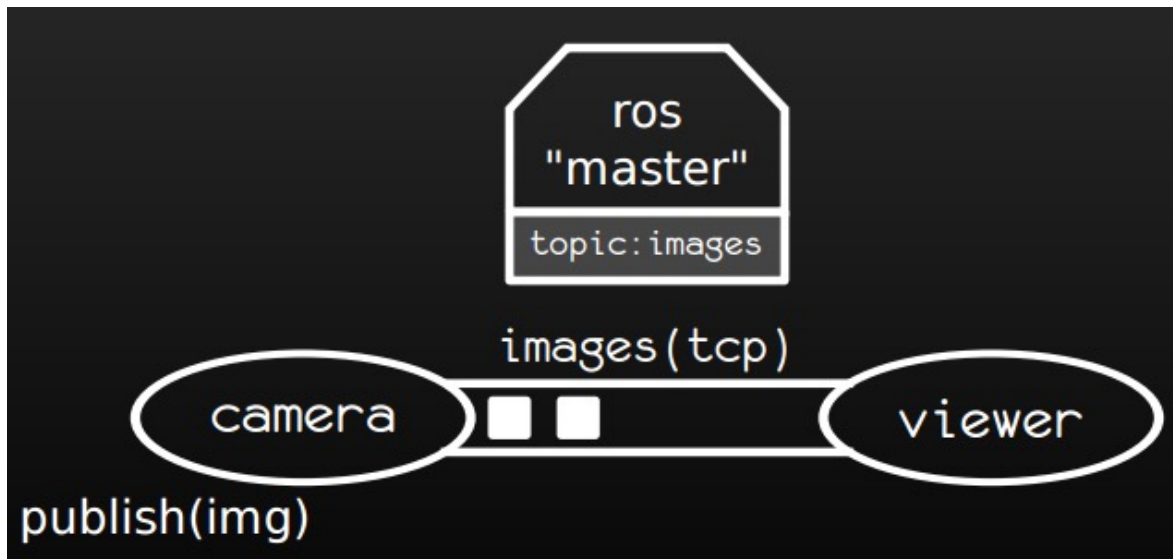 ros
"master"
topic:images
images(tcp)
camera
viewer
publish(img)